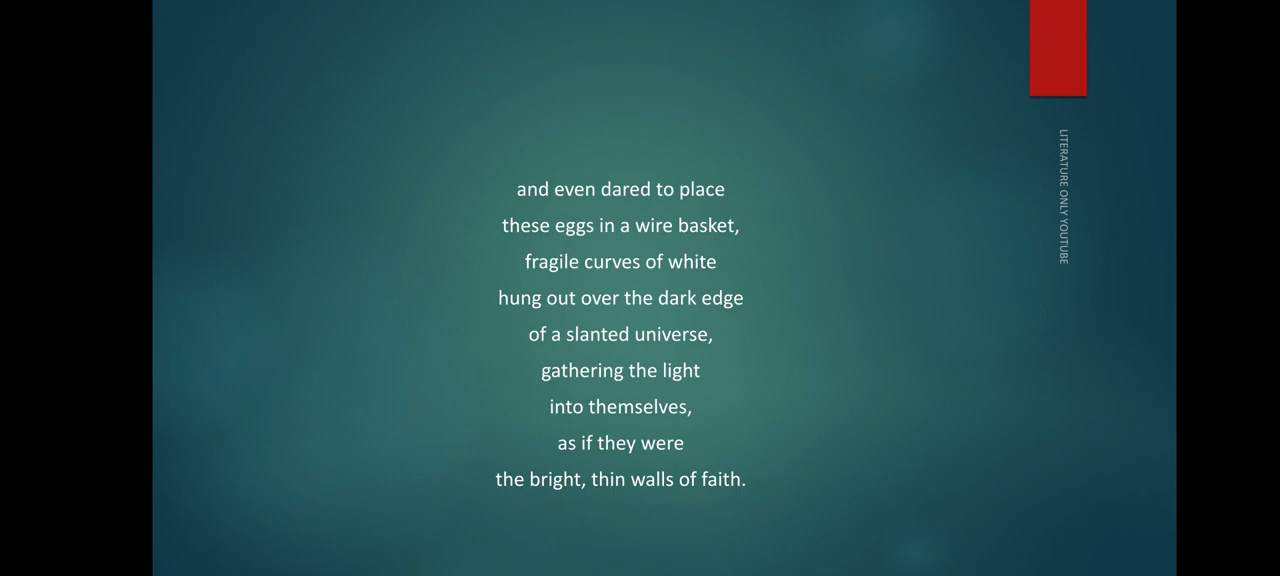 and even dared to place
these eggs in a wire basket,
fragile curves of white
hung out over the dark edge
of a slanted universe,
gathering the light
into themselves,
as if they were
the bright, thin walls of faith.
LITERATURE ONLY YOUTUBE